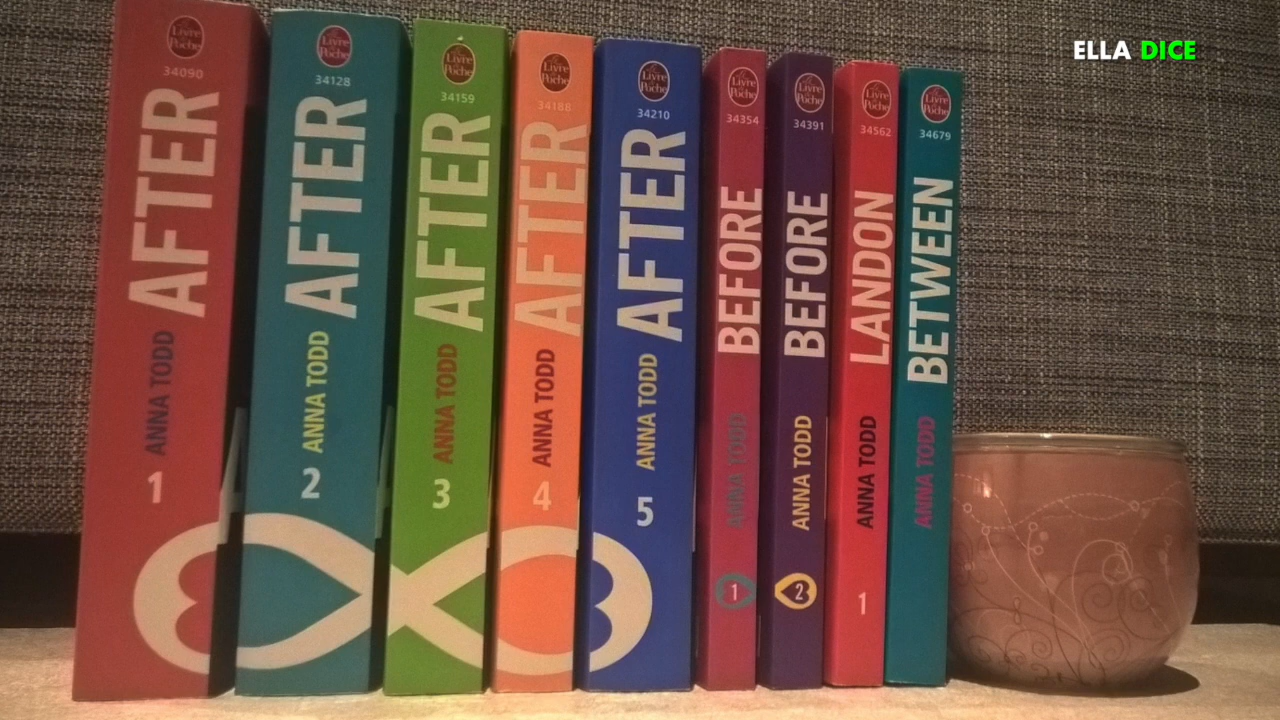 ELLA DICE
Le Livre de Poche
34090
AFTER
ANNA TODD
1
Le Livre de Poche
34128
AFTER
ANNA TODD
2
Le Livre de Poche
34159
AFTER
ANNA TODD
3
Le Livre de Poche
34188
AFTER
ANNA TODD
4
Le Livre de Poche
34210
AFTER
ANNA TODD
5
Le Livre de Poche
34354
BEFORE
ANNA TODD
1
Le Livre de Poche
34391
BEFORE
ANNA TODD
2
Le Livre de Poche
34562
LANDON
ANNA TODD
1
Le Livre de Poche
34679
BETWEEN
ANNA TODD